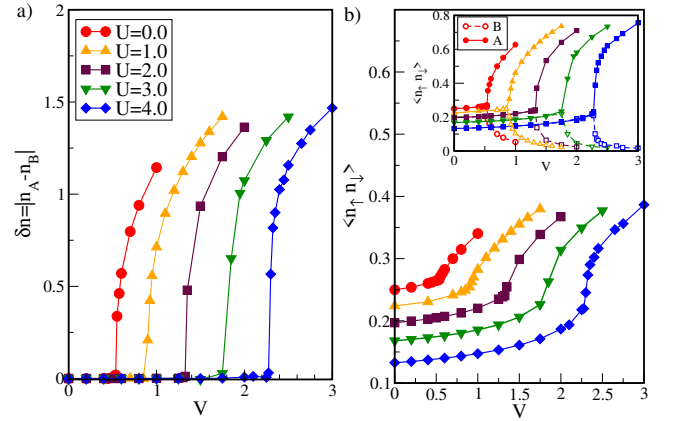 a)
2
1.5
1
0.5
0
δn=|n_A-n_B|
U=0.0
U=1.0
U=2.0
U=3.0
U=4.0
0 1 2 3
V
b)
0.7
0.6
0.5
0.4
0.3
0.2
0.1
<n↑ n↓>
0 0.5 1 1.5 2 2.5 3
V
0.8
0.6
0.4
0.2
0.0
<n↑ n↓>
B
A
0 0.5 1 1.5 2 2.5 3
V